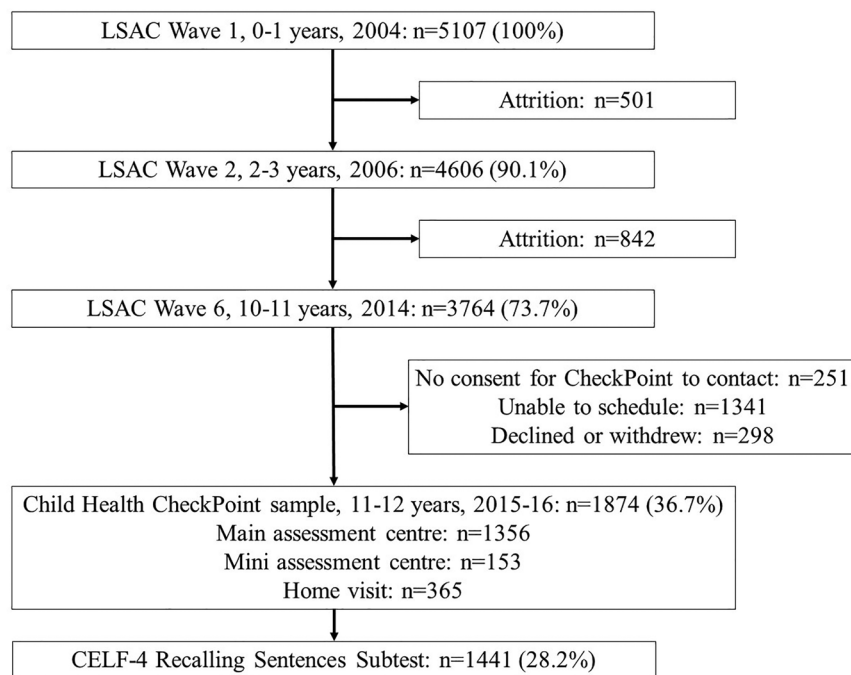 LSAC Wave 1, 0-1 years, 2004: n=5107 (100%)
Attrition: n=501
LSAC Wave 2, 2-3 years, 2006: n=4606 (90.1%)
Attrition: n=842
LSAC Wave 6, 10-11 years, 2014: n=3764 (73.7%)
No consent for CheckPoint to contact: n=251
Unable to schedule: n=1341
Declined or withdrew: n=298
Child Health CheckPoint sample, 11-12 years, 2015-16: n=1874 (36.7%)
Main assessment centre: n=1356
Mini assessment centre: n=153
Home visit: n=365
CELF-4 Recalling Sentences Subtest: n=1441 (28.2%)